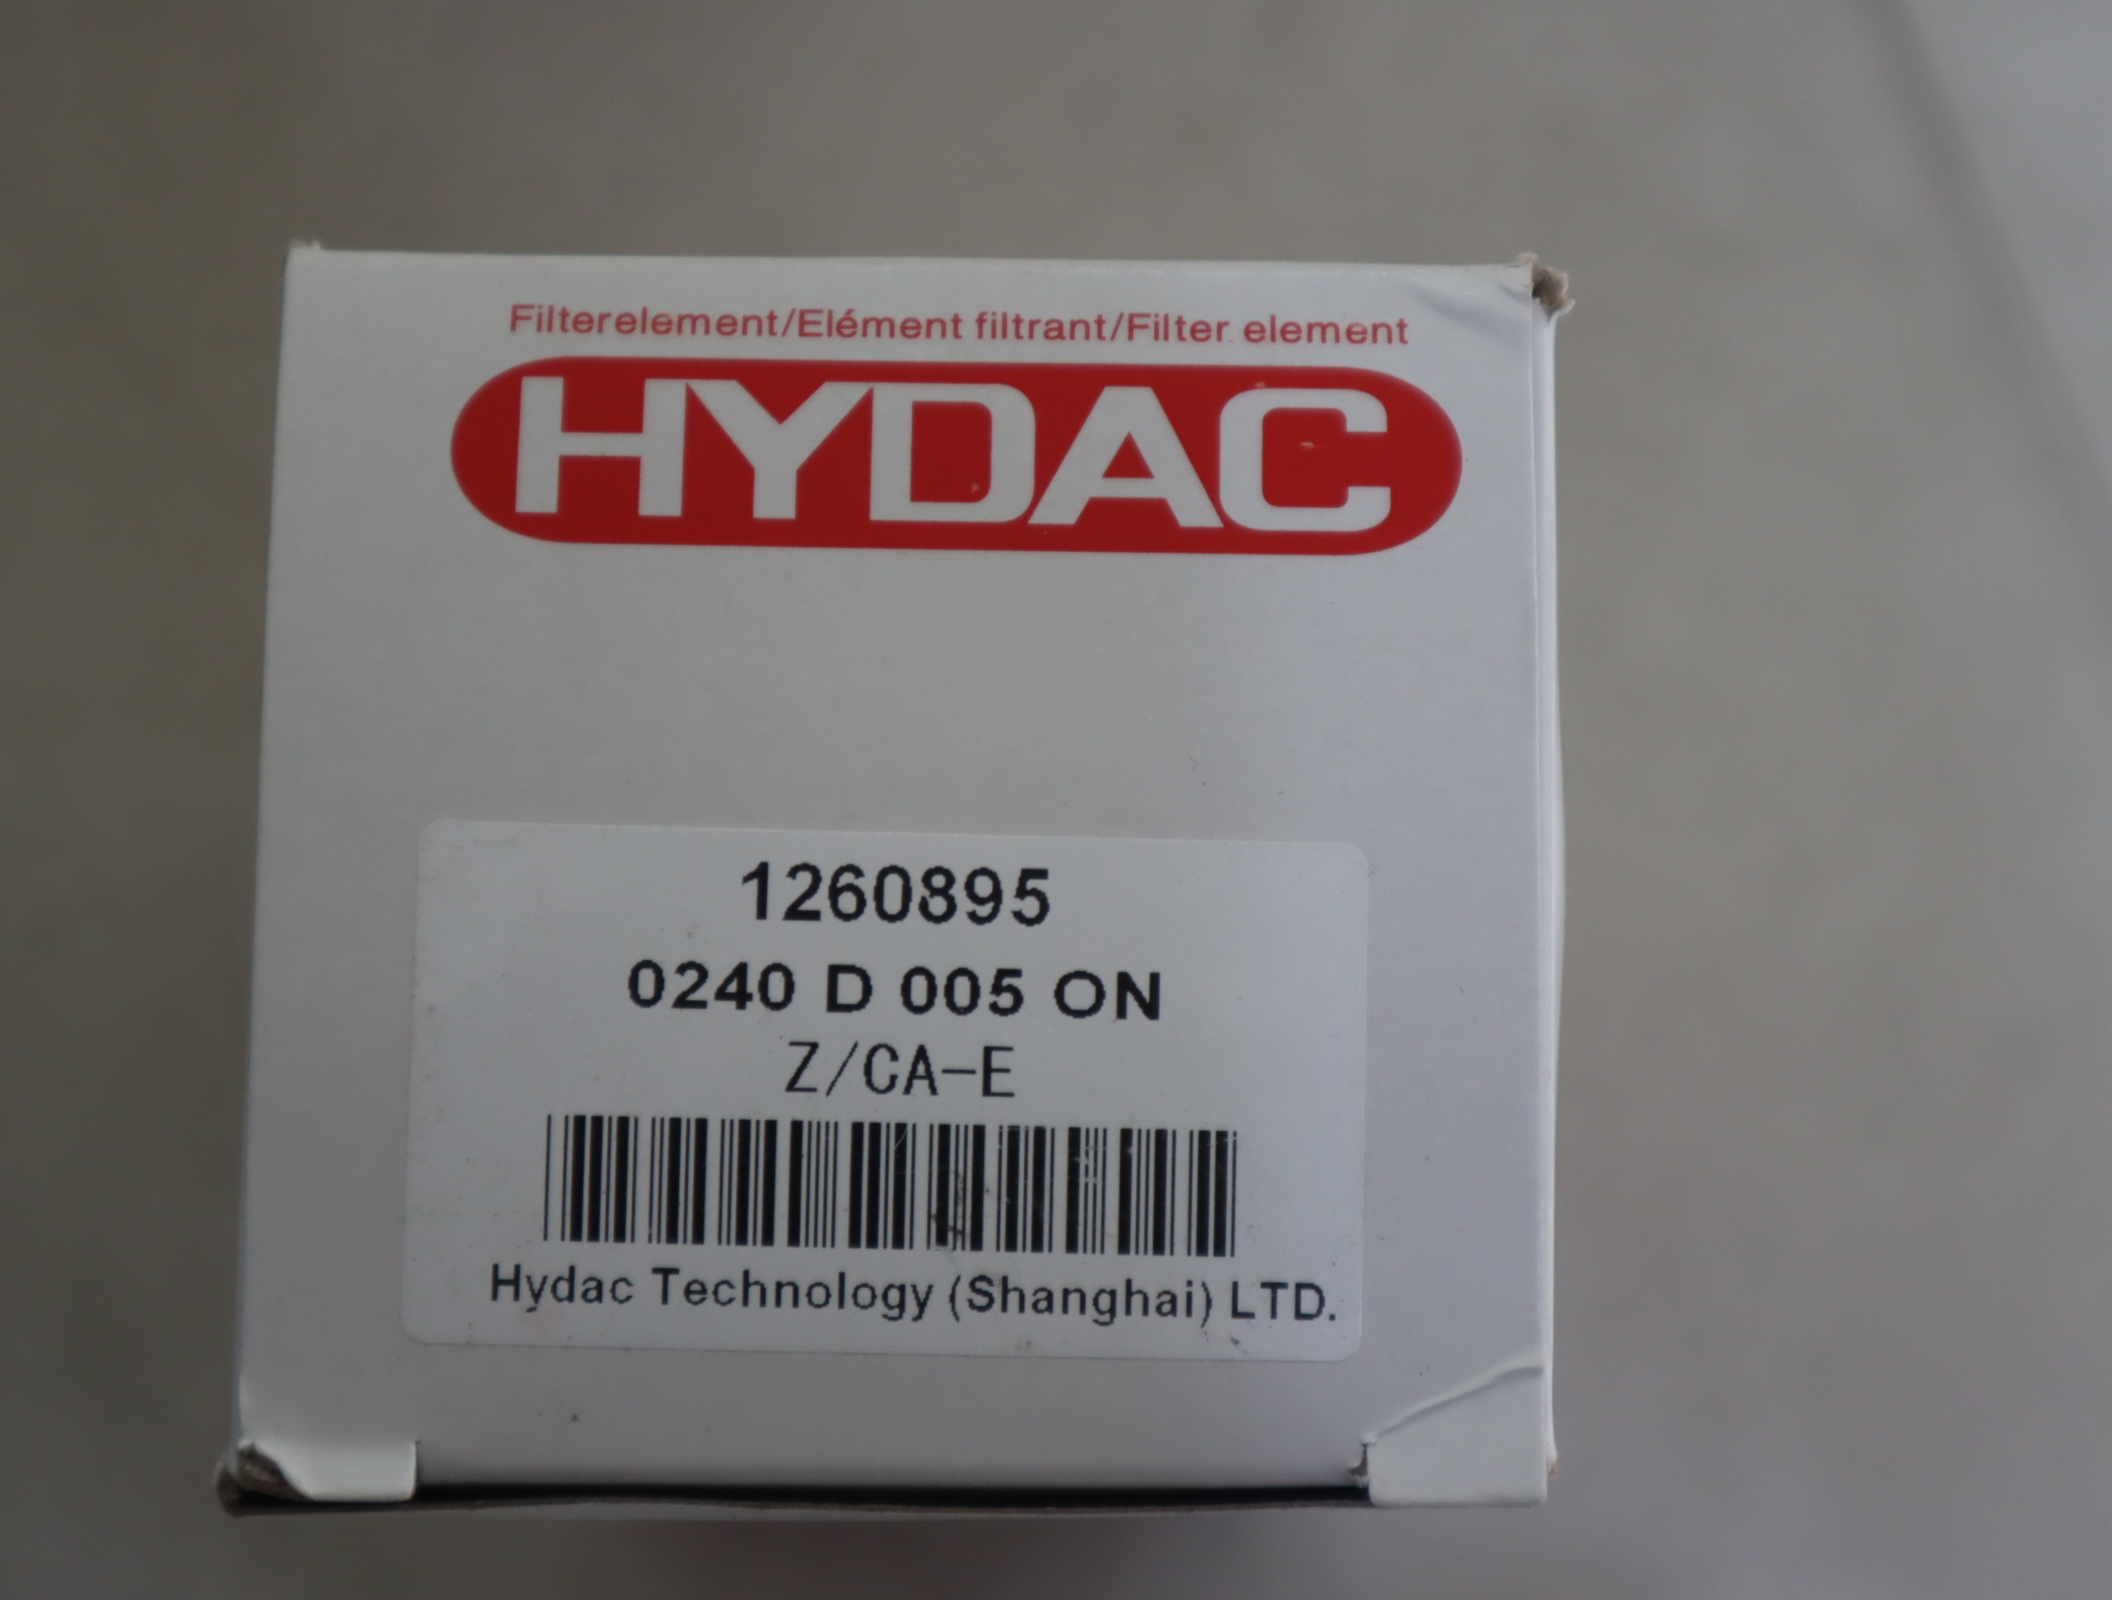 Filterelement/Elément filtrant/Filter element
HYDAC
1260895
0240 D 005 ON
Z/CA-E
Hydac Technology (Shanghai) LTD.